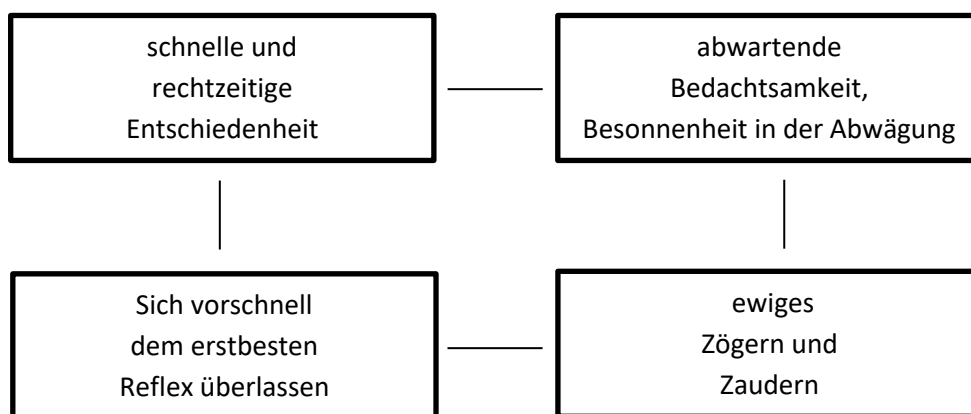 schnelle und
rechtzeitige
Entschiedenheit
abwartende
Bedachtsamkeit,
Besonnenheit in der Abwägung
Sich vorschnell
dem erstbesten
Reflex überlassen
ewiges
Zögern und
Zaudern